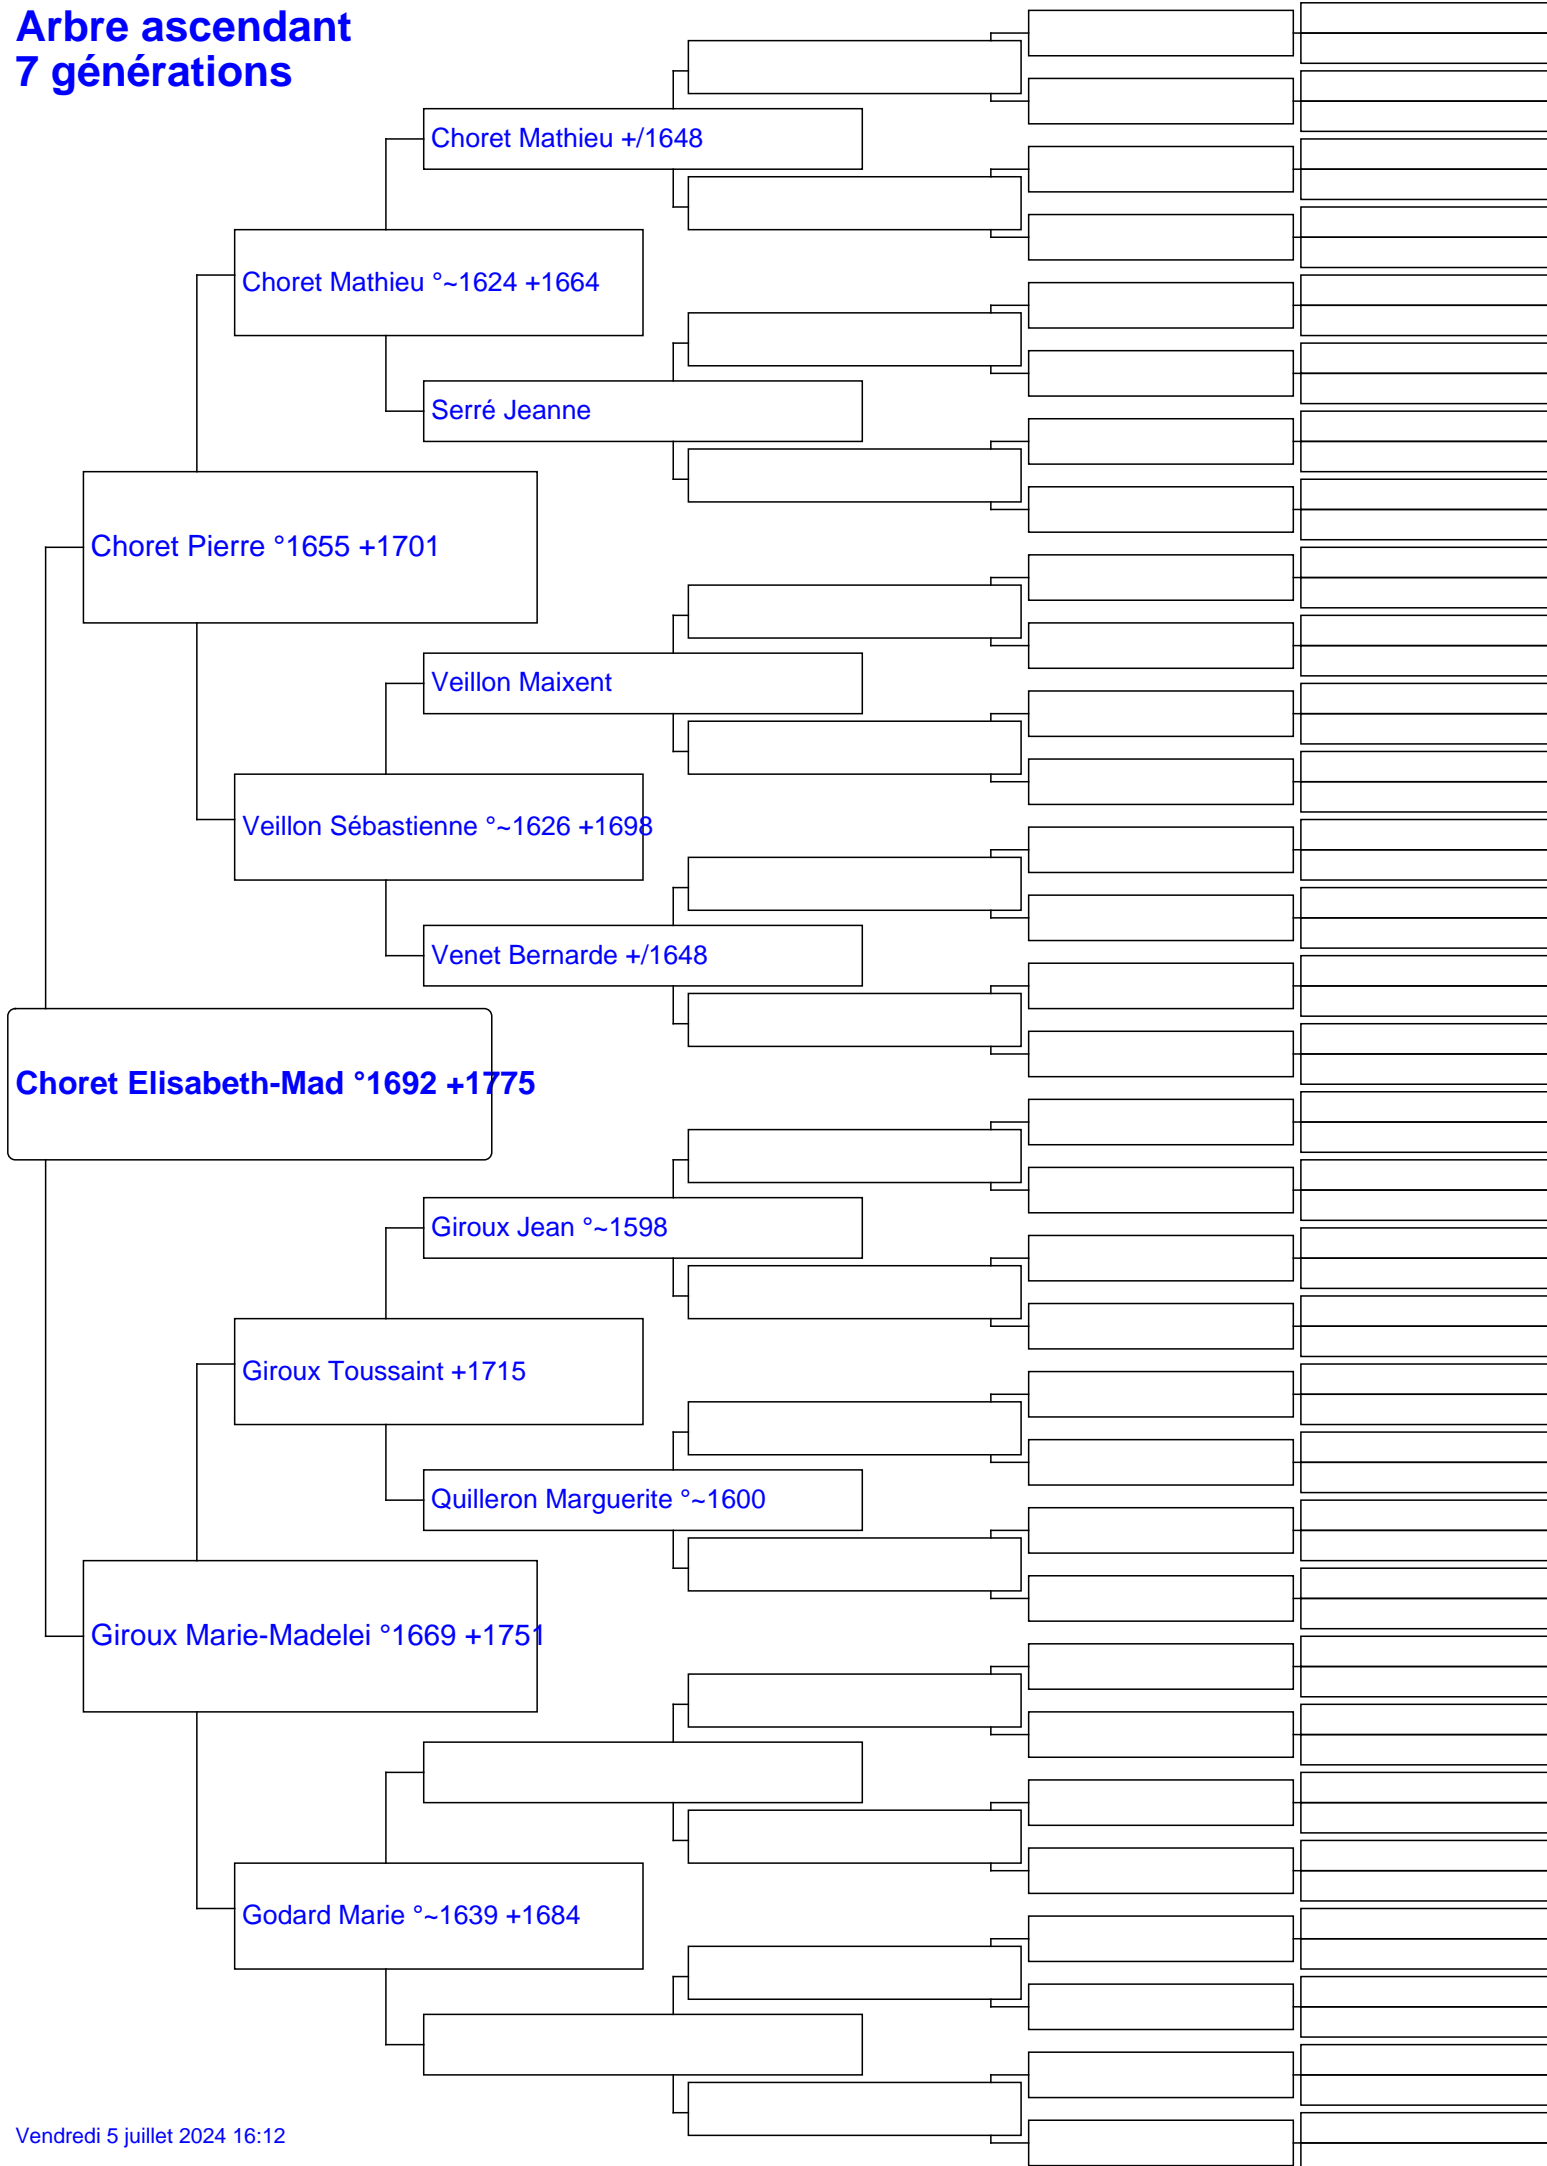 Arbre ascendant
7 générations
Choret Mathieu +/1648
Choret Mathieu °~1624 +1664
Serré Jeanne
Choret Pierre °1655 +1701
Veillon Maixent
Veillon Sébastienne °~1626 +1698
Venet Bernarde +/1648
Choret Elisabeth-Mad °1692 +1775
Giroux Jean °~1598
Giroux Toussaint +1715
Quilleron Marguerite °~1600
Giroux Marie-Madelei °1669 +1751
Godard Marie °~1639 +1684
Vendredi 5 juillet 2024 16:12